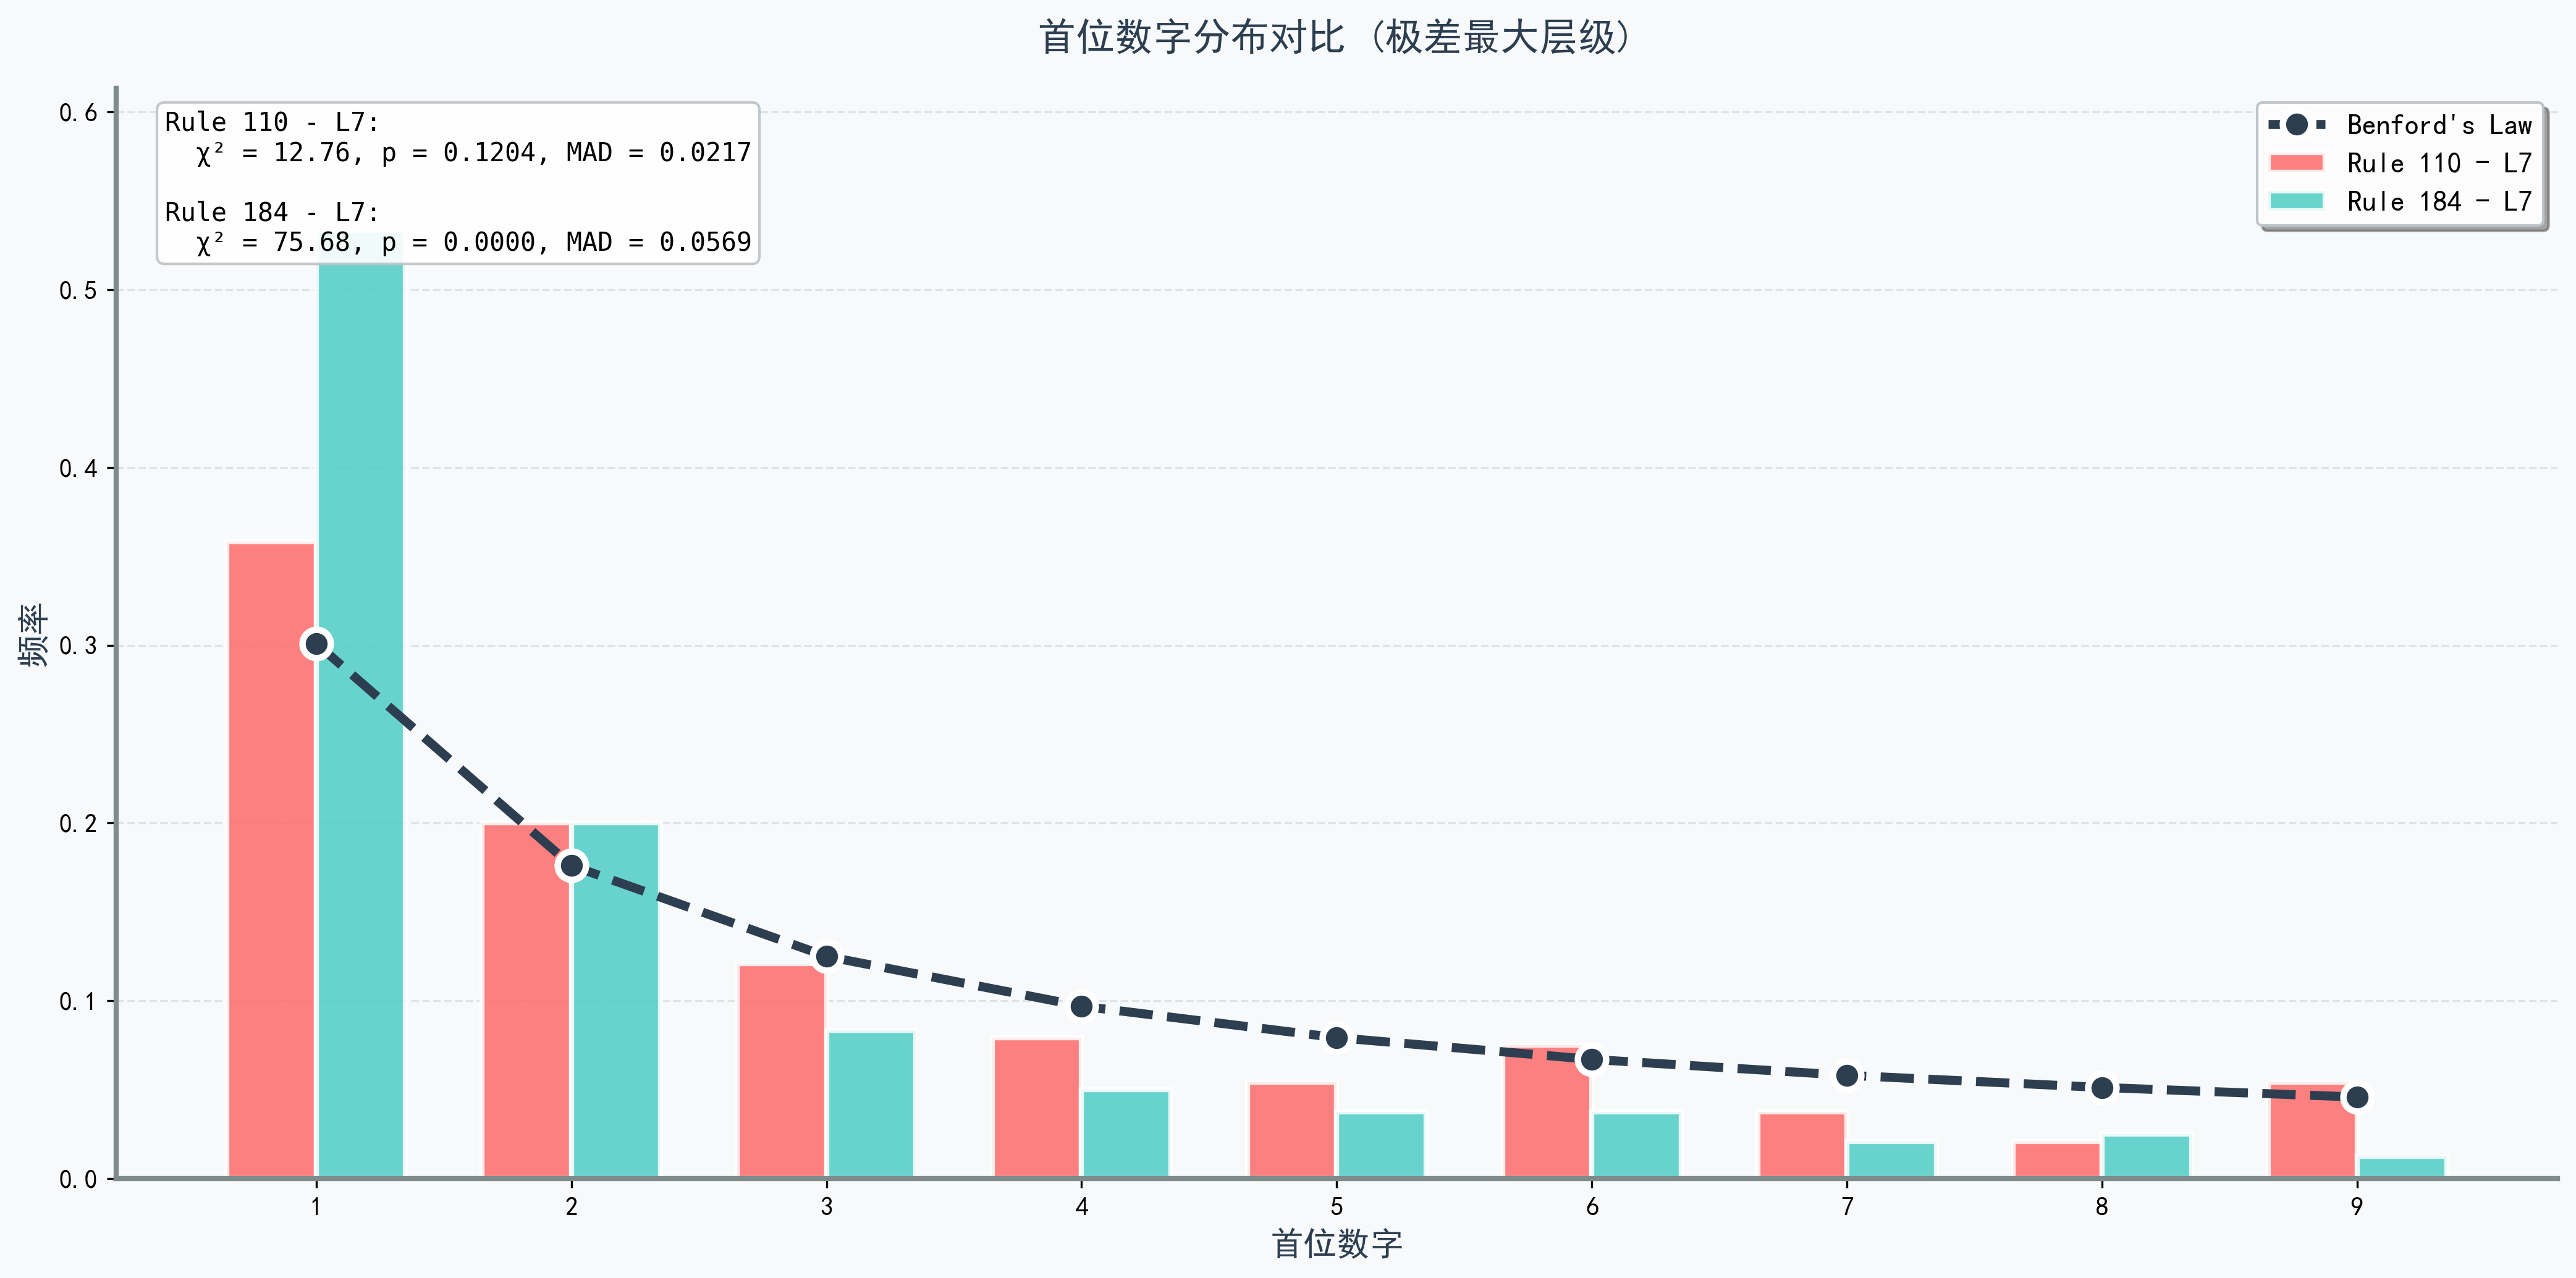 首位数字分布对比 (极差最大层级)
Rule 110 - L7:
χ² = 12.76, p = 0.1204, MAD = 0.0217
Rule 184 - L7:
χ² = 75.68, p = 0.0000, MAD = 0.0569
Benford's Law
Rule 110 - L7
Rule 184 - L7
频率
0.6
0.5
0.4
0.3
0.2
0.1
0.0
1 2 3 4 5 6 7 8 9
首位数字